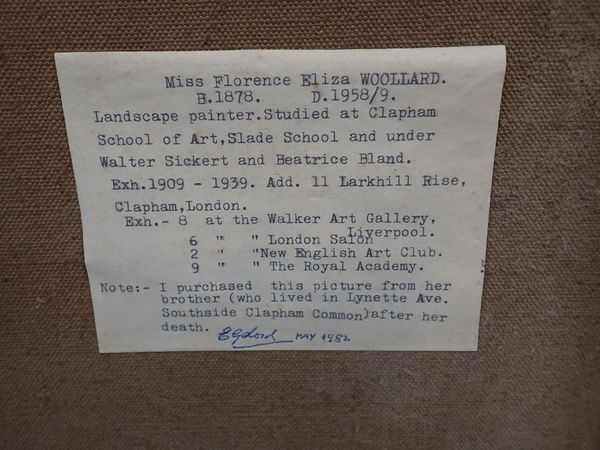 Miss Florence Eliza WOOLLARD.
B.1878. D.1958/9.
Landscape painter.Studied at Clapham
School of Art,Slade School and under
Walter Sickert and Beatrice Bland.
Exh.1909 - 1939. Add. 11 Larkhill Rise,
Clapham,London.
Exh.- 8 at the Walker Art Gallery,
Liverpool.
6 " " London Salon
2 " "New English Art Club.
9 " " The Royal Academy.
Note:- I purchased this picture from her
brother (who lived in Lynette Ave.
Southside Clapham Common)after her
death.
EGLord MAY 1982